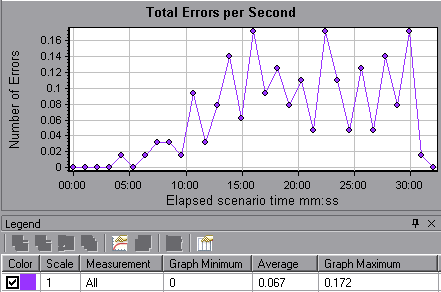 Total Errors per Second
Number of Errors
0.16
0.14
0.12
0.1
0.08
0.06
0.04
0.02
0
00:00 05:00 10:00 15:00 20:00 25:00 30:00
Elapsed scenario time mm:ss
Legend
Color Scale Measurement Graph Minimum Average Graph Maximum
1 All 0 0.067 0.172